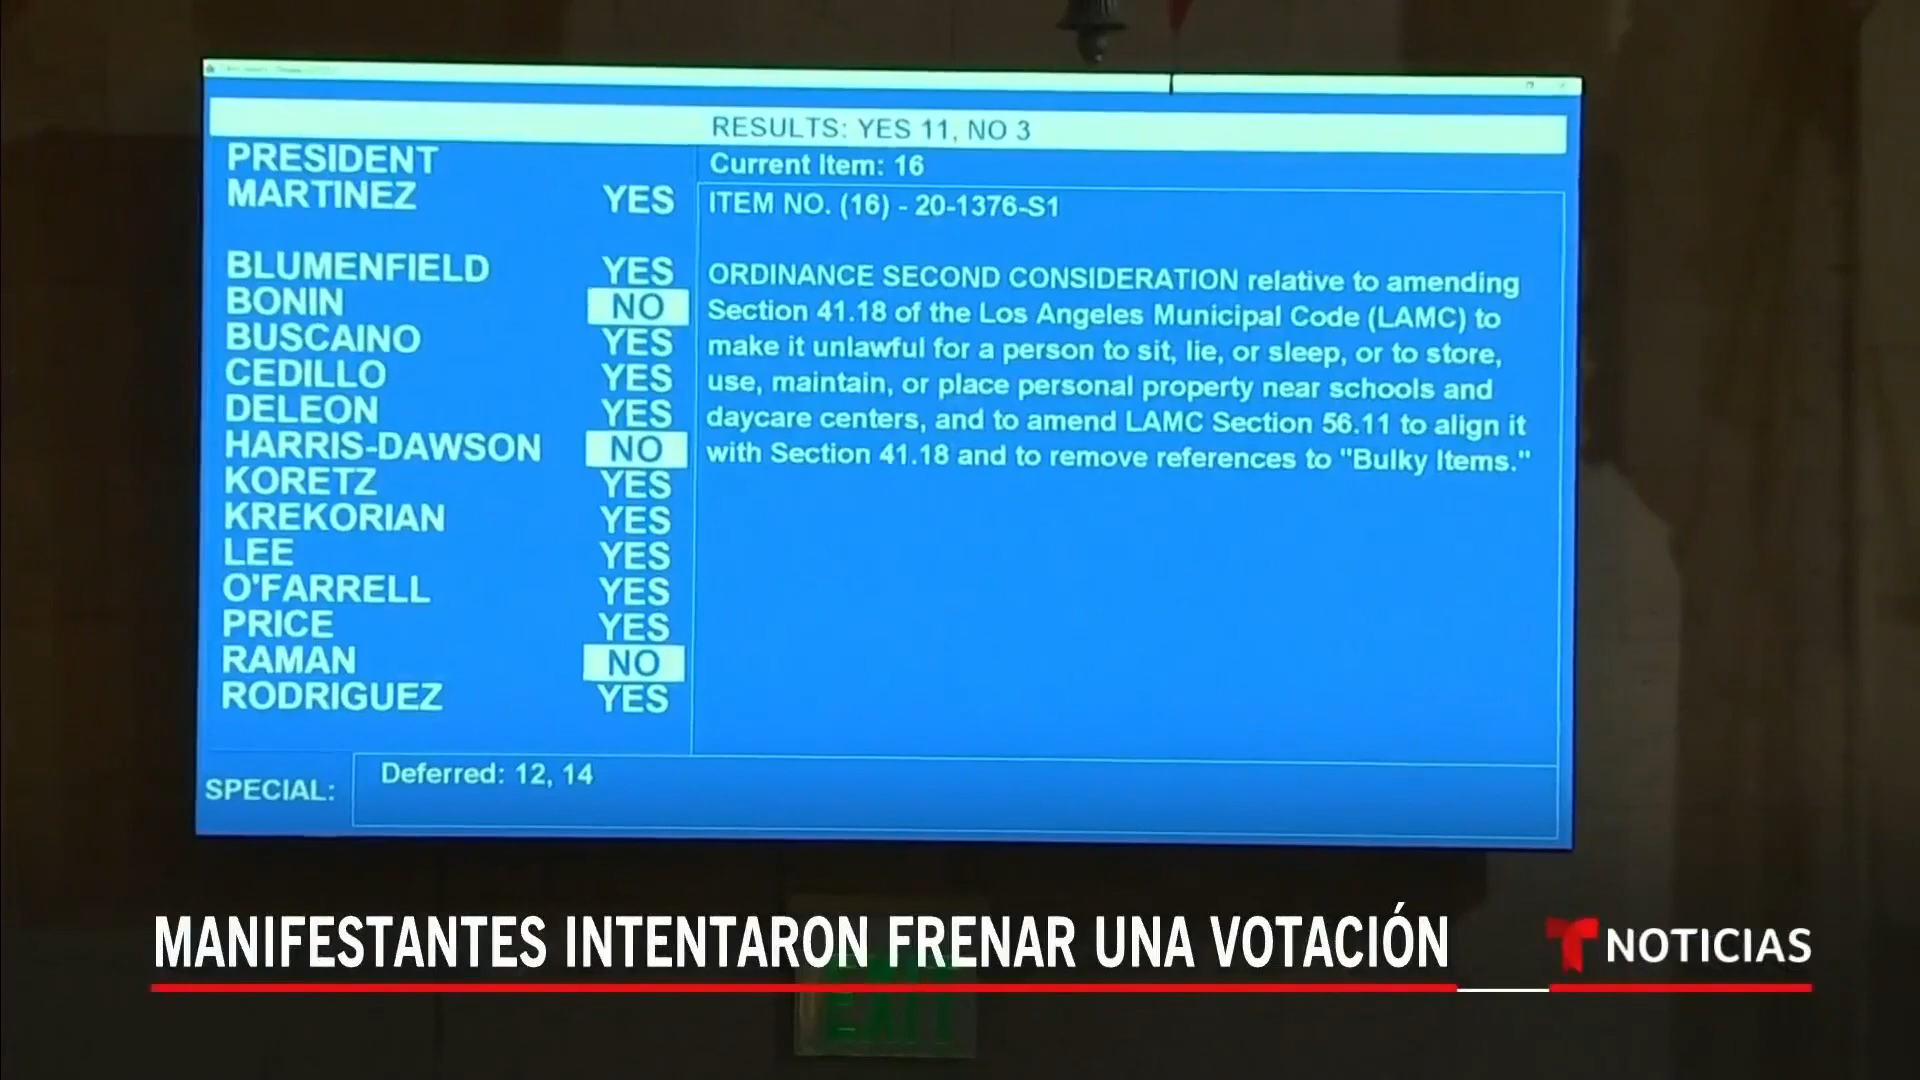 RESULTS: YES 11, NO 3
PRESIDENT
MARTINEZ YES
BLUMENFIELD YES
BONIN NO
BUSCAINO YES
CEDILLO YES
DELEON YES
HARRIS-DAWSON NO
KORETZ YES
KREKORIAN YES
LEE YES
O'FARRELL YES
PRICE YES
RAMAN NO
RODRIGUEZ YES
Current Item: 16
ITEM NO. (16) - 20-1376-S1
ORDINANCE SECOND CONSIDERATION relative to amending
Section 41.18 of the Los Angeles Municipal Code (LAMC) to
make it unlawful for a person to sit, lie, or sleep, or to store,
use, maintain, or place personal property near schools and
daycare centers, and to amend LAMC Section 56.11 to align it
with Section 41.18 and to remove references to "Bulky Items."
SPECIAL: Deferred: 12, 14
MANIFESTANTES INTENTARON FRENAR UNA VOTACIÓN
NOTICIAS
EXIT